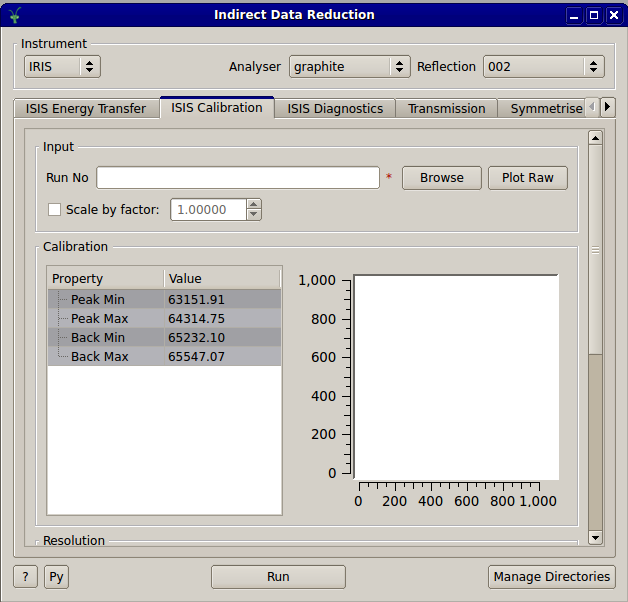 Indirect Data Reduction
Instrument
IRIS Analyser graphite Reflection 002
ISIS Energy Transfer ISIS Calibration ISIS Diagnostics Transmission Symmetrise
Input
Run No * Browse Plot Raw
Scale by factor: 1.00000
Calibration
Property Value
Peak Min 63151.91
Peak Max 64314.75
Back Min 65232.10
Back Max 65547.07
1,000
800
600
400
200
0
0 200 400 600 800 1,000
Resolution
? Py Run Manage Directories